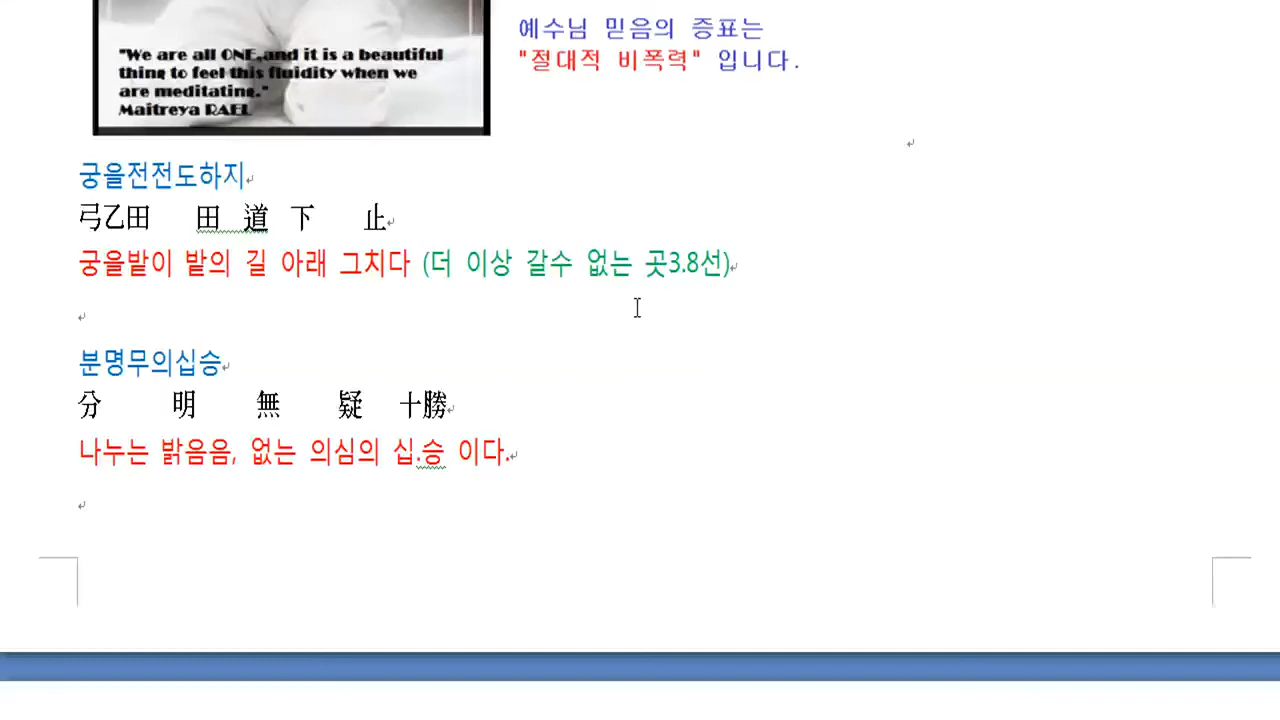 "We are all ONE,and it is a beautiful
thing to feel this fluidity when we
are meditating."
Maitreya RAEL
예수님 믿음의 증표는
"절대적 비폭력" 입니다.
궁을전전도하지
弓乙田 田 道 下 止
궁을밭이 밭의 길 아래 그치다 (더 이상 갈수 없는 곳3.8선)
분명무의십승
分 明 無 疑 十勝
나누는 밝음음, 없는 의심의 십.승 이다.